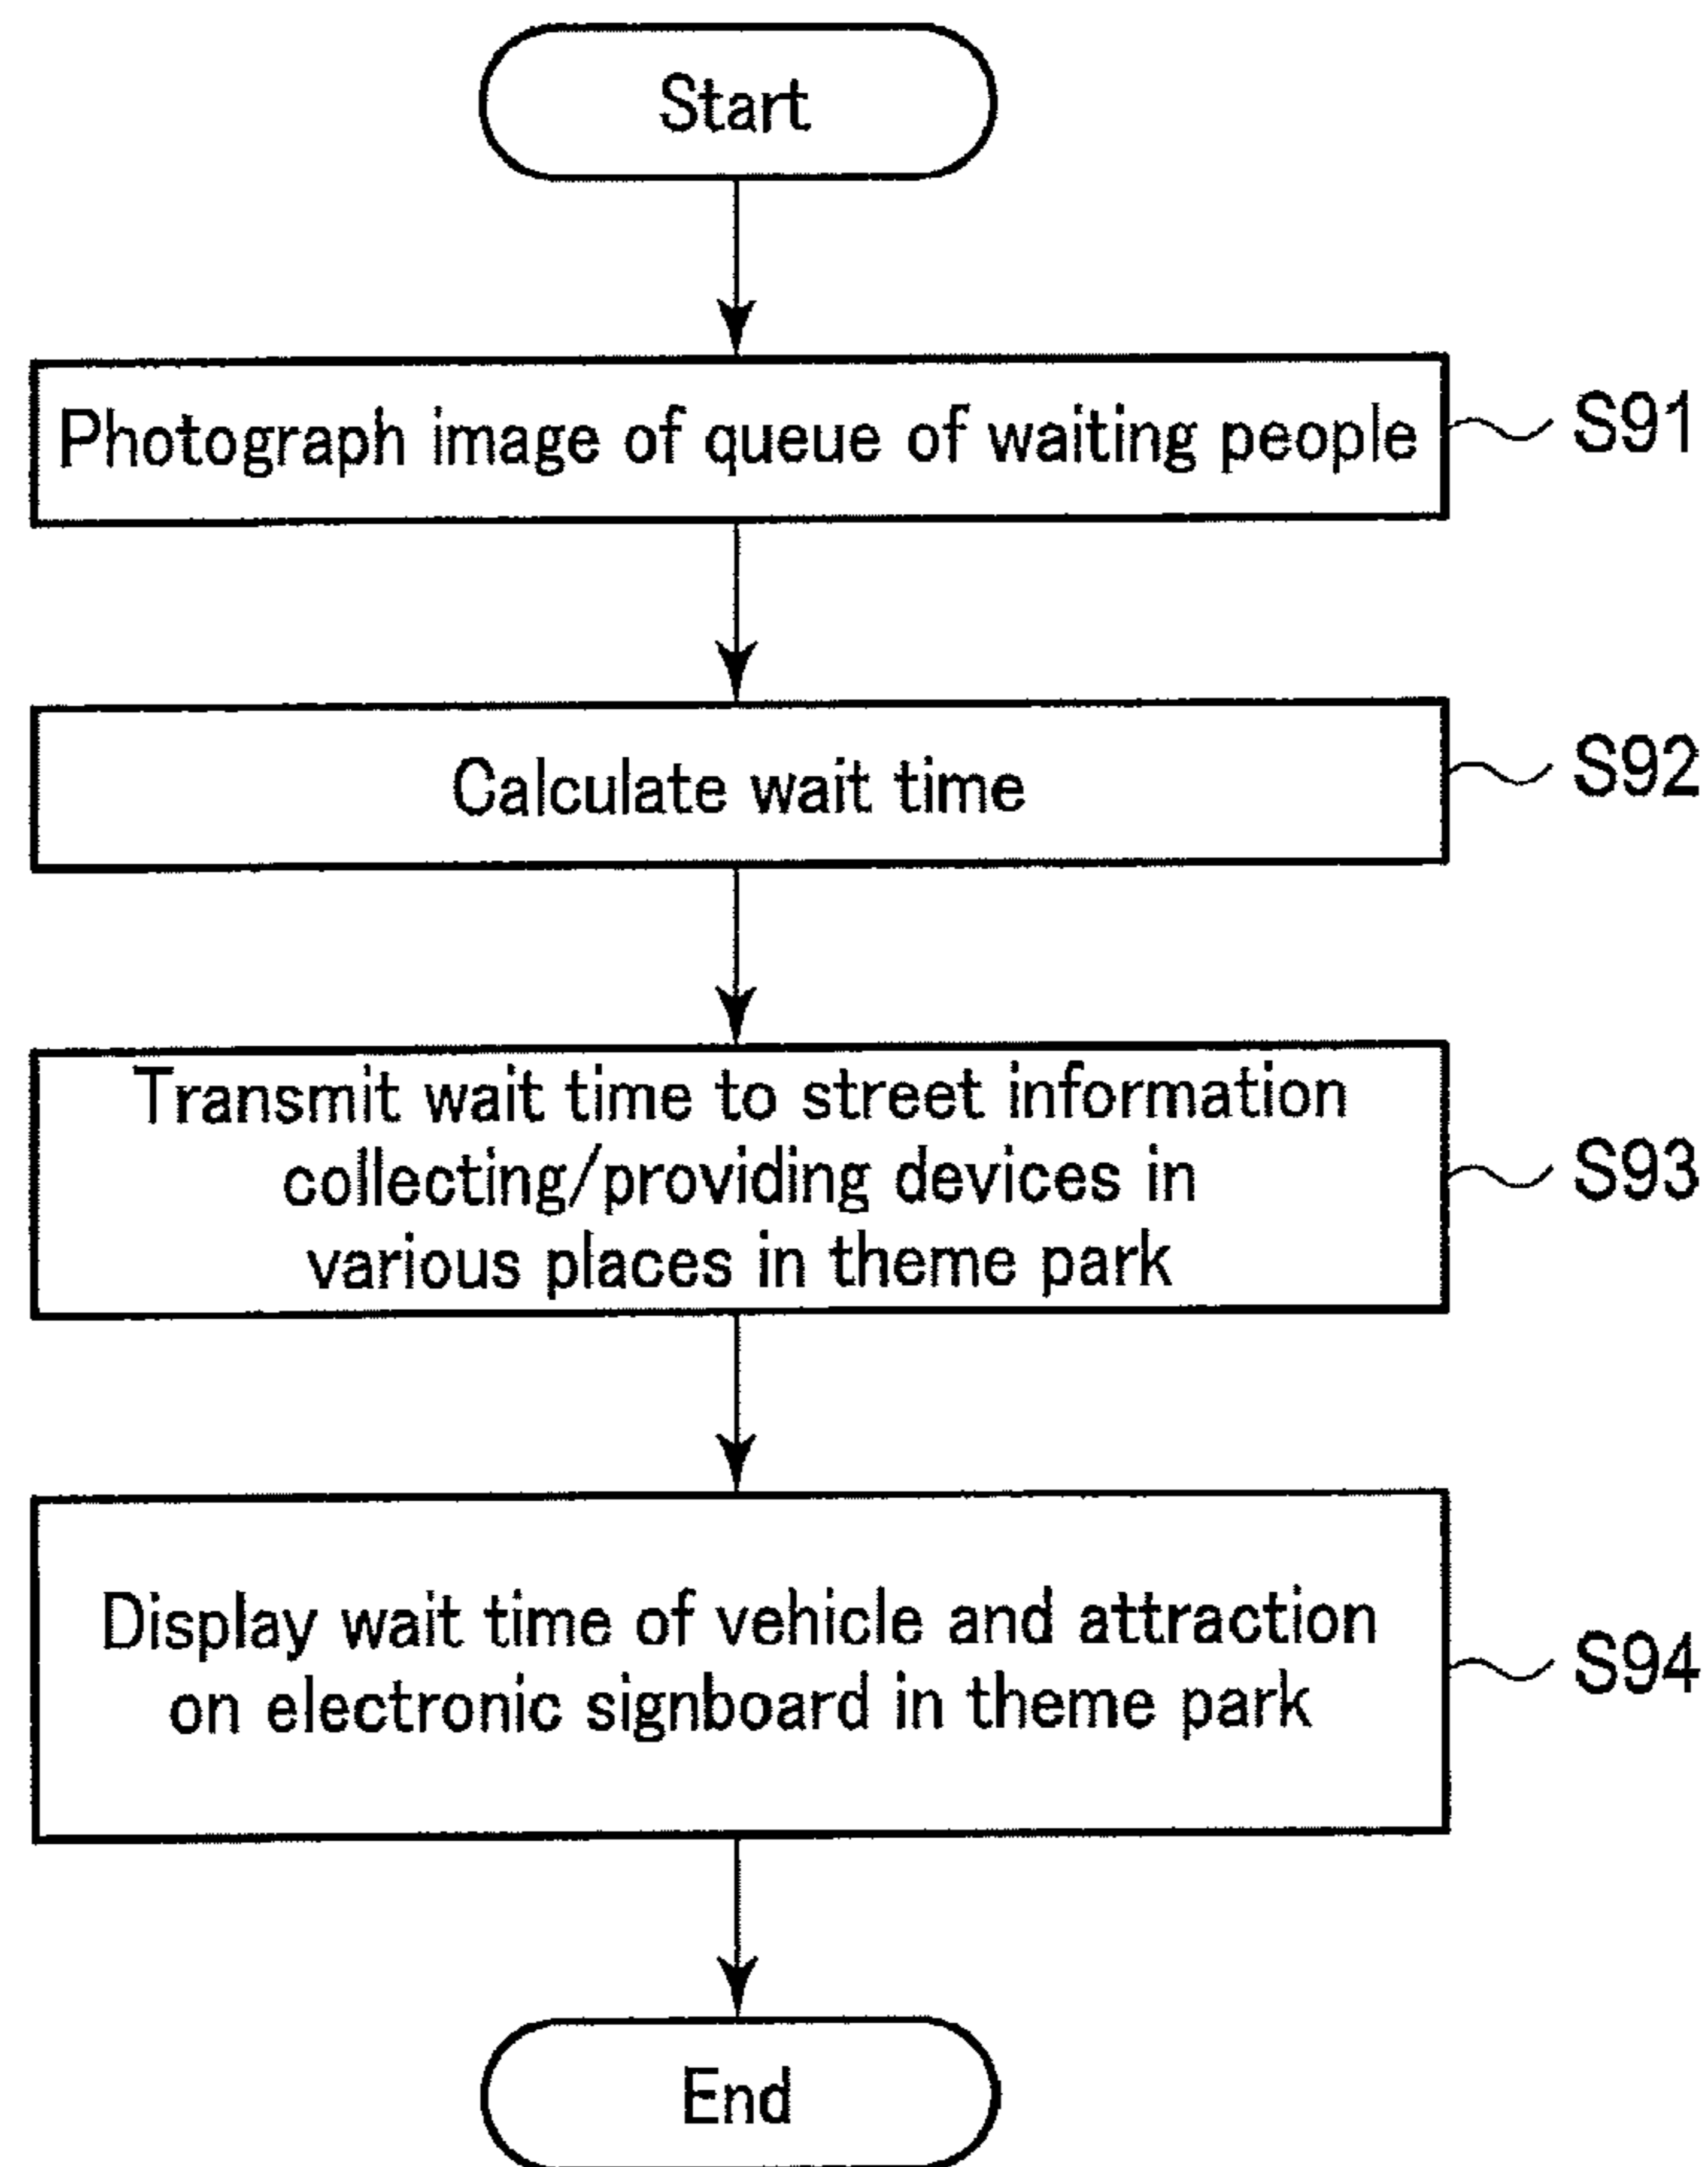 Start
Photograph image of queue of waiting people
S91
Calculate wait time
S92
Transmit wait time to street information
collecting/providing devices in
various places in theme park
S93
Display wait time of vehicle and attraction
on electronic signboard in theme park
S94
End